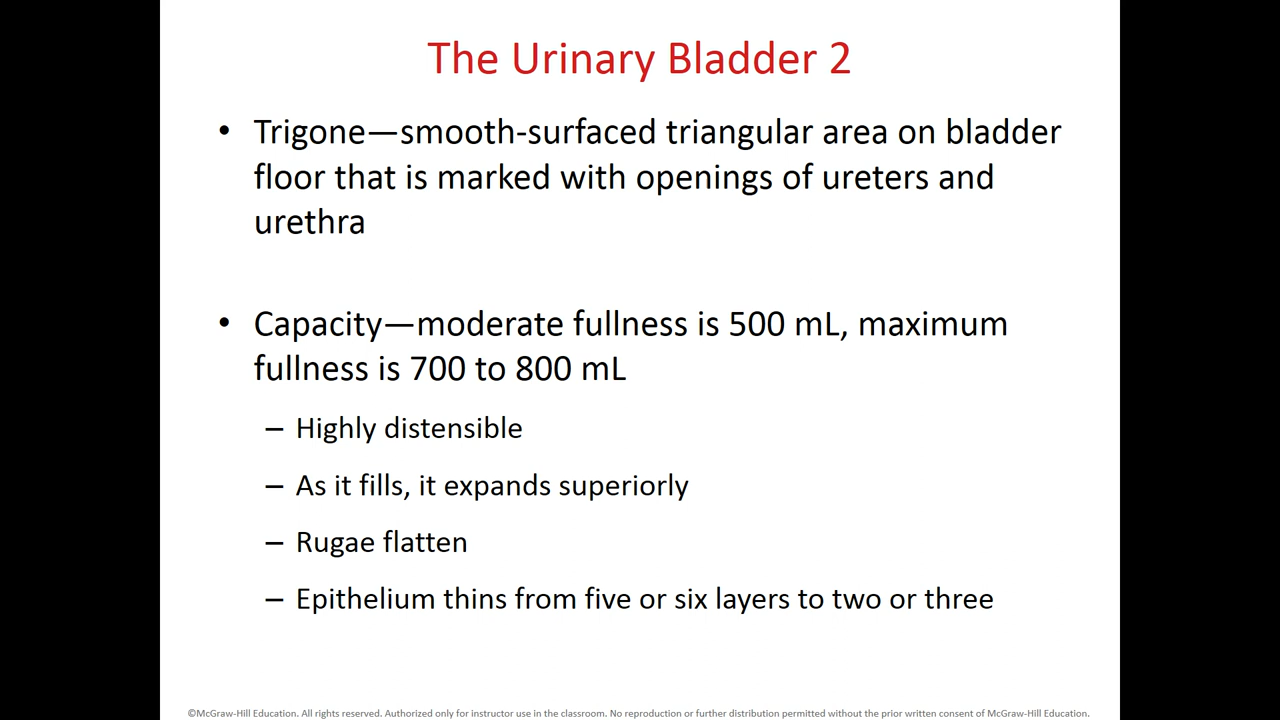 The Urinary Bladder 2
• Trigone—smooth-surfaced triangular area on bladder
floor that is marked with openings of ureters and
urethra
• Capacity—moderate fullness is 500 mL, maximum
fullness is 700 to 800 mL
– Highly distensible
– As it fills, it expands superiorly
– Rugae flatten
– Epithelium thins from five or six layers to two or three
©McGraw-Hill Education. All rights reserved. Authorized only for instructor use in the classroom. No reproduction or further distribution permitted without the prior written consent of McGraw-Hill Education.